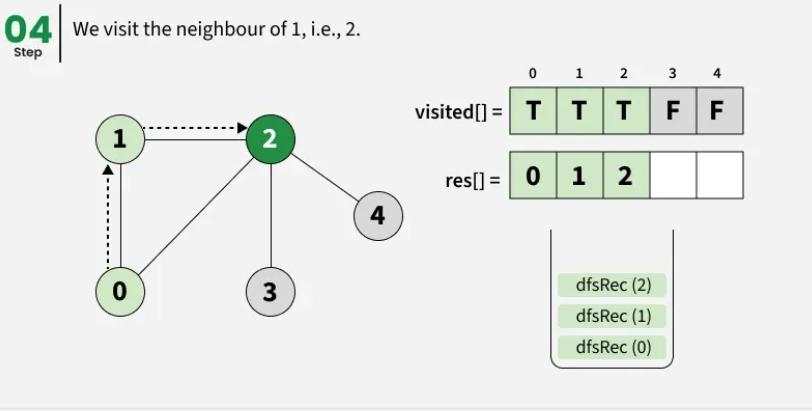 04
Step
We visit the neighbour of 1, i.e., 2.
0 1 2 3 4
visited[] = T T T F F
res[] = 0 1 2
1 2
4
0 3
dfsRec (2)
dfsRec (1)
dfsRec (0)